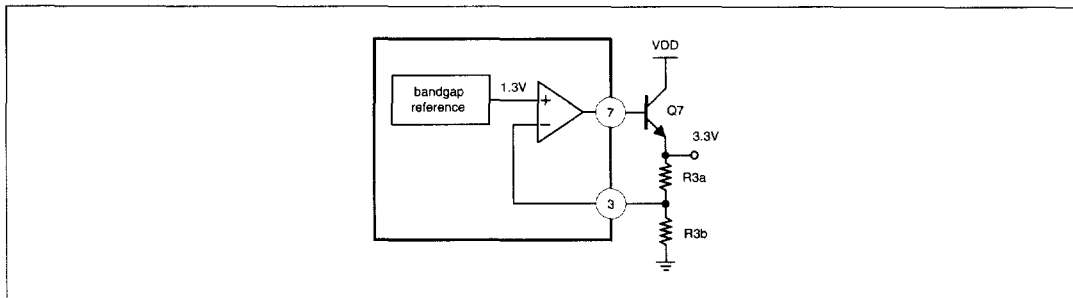 VDD
bandgap
reference
1.3V
+
−
7
Q7
3.3V
R3a
3
R3b